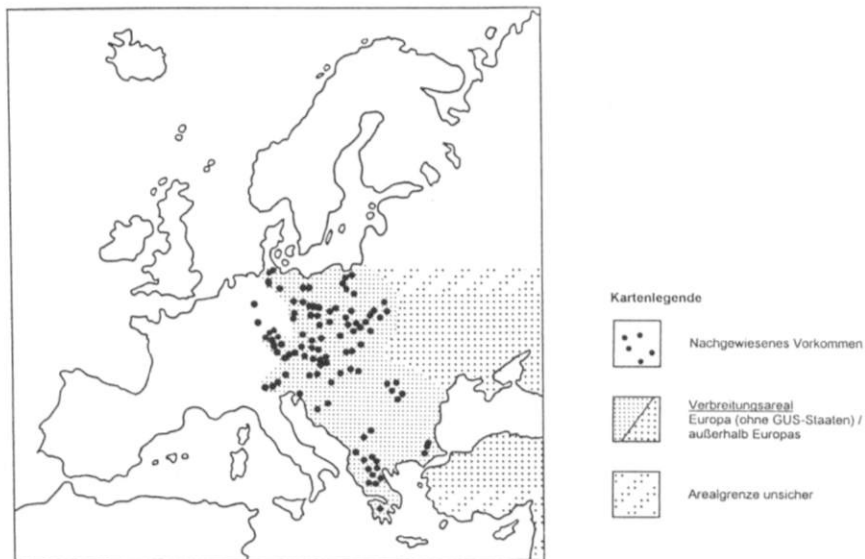 Kartenlegende
Nachgewiesenes Vorkommen
Verbreitungsareal
Europa (ohne GUS-Staaten) /
außerhalb Europas
Arealgrenze unsicher